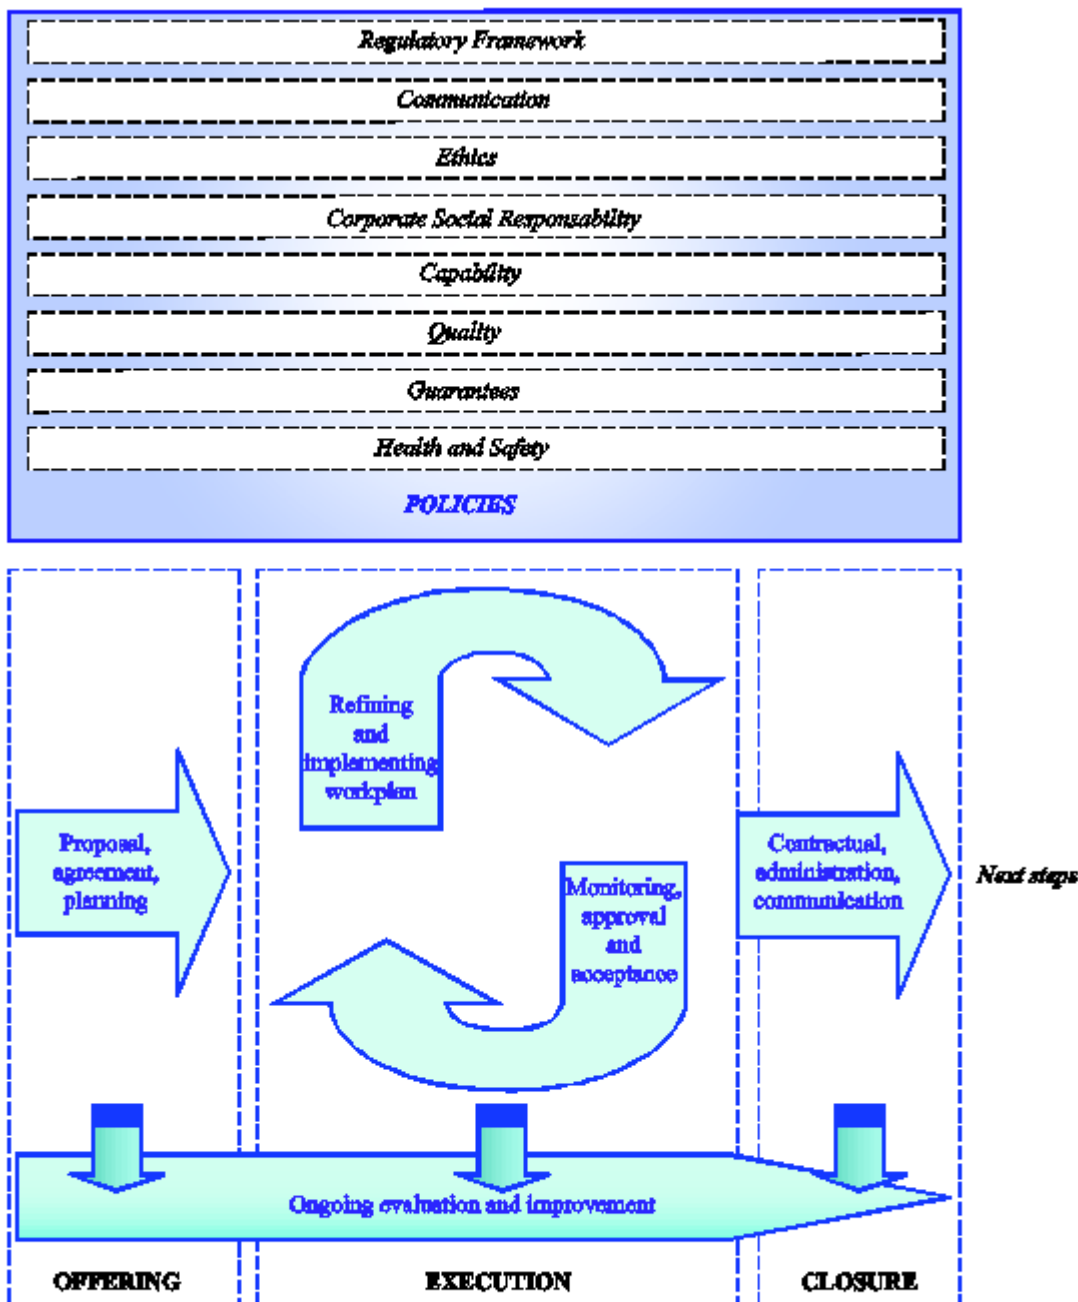 Regulatory Framework
Communication
Ethics
Corporate Social Responsability
Capability
Quality
Guarantees
Health and Safety
POLICIES
Refining
and
implementing
workplan
Proposal,
agreement,
planning
Monitoring,
approval
and
acceptance
Contractual,
administration,
communication
Next steps
Ongoing evaluation and improvement
OFFERING
EXECUTION
CLOSURE